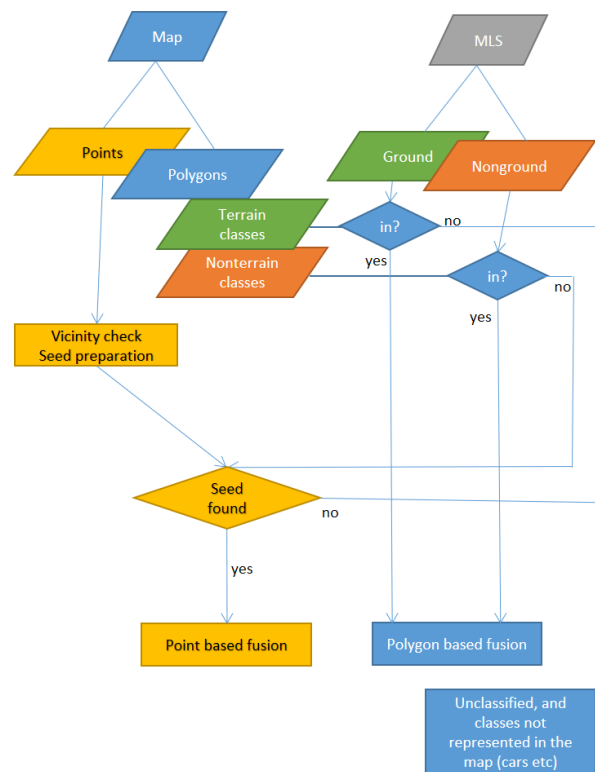 Map
MLS
Points
Ground
Polygons
Nonground
Terrain
classes
in?
no
yes
Nonterrain
classes
in?
no
yes
Vicinity check
Seed preparation
Seed
found
no
yes
Point based fusion
Polygon based fusion
Unclassified, and
classes not
represented in the
map (cars etc)